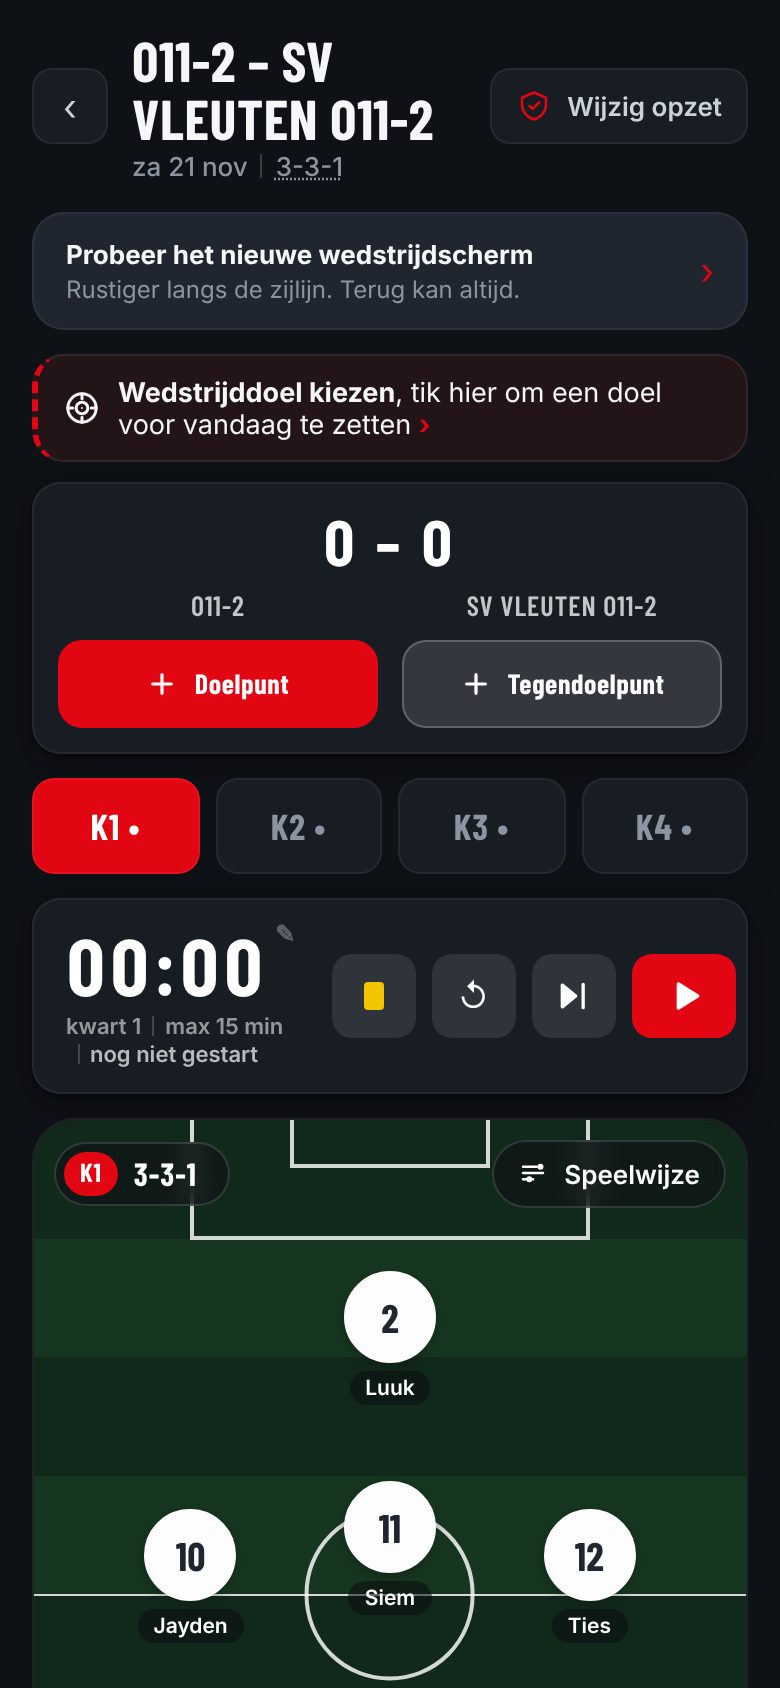 ‹
O11-2 – SV
VLEUTEN O11-2
za 21 nov | 3-3-1
Wijzig opzet
Probeer het nieuwe wedstrijdscherm
Rustiger langs de zijlijn. Terug kan altijd.
›
Wedstrijddoel kiezen, tik hier om een doel
voor vandaag te zetten ›
0 – 0
O11-2
SV VLEUTEN O11-2
+ Doelpunt
+ Tegendoelpunt
K1 •
K2 •
K3 •
K4 •
00:00 ✎
kwart 1 | max 15 min
| nog niet gestart
K1 3-3-1
Speelwijze
2
Luuk
11
Siem
10
Jayden
12
Ties